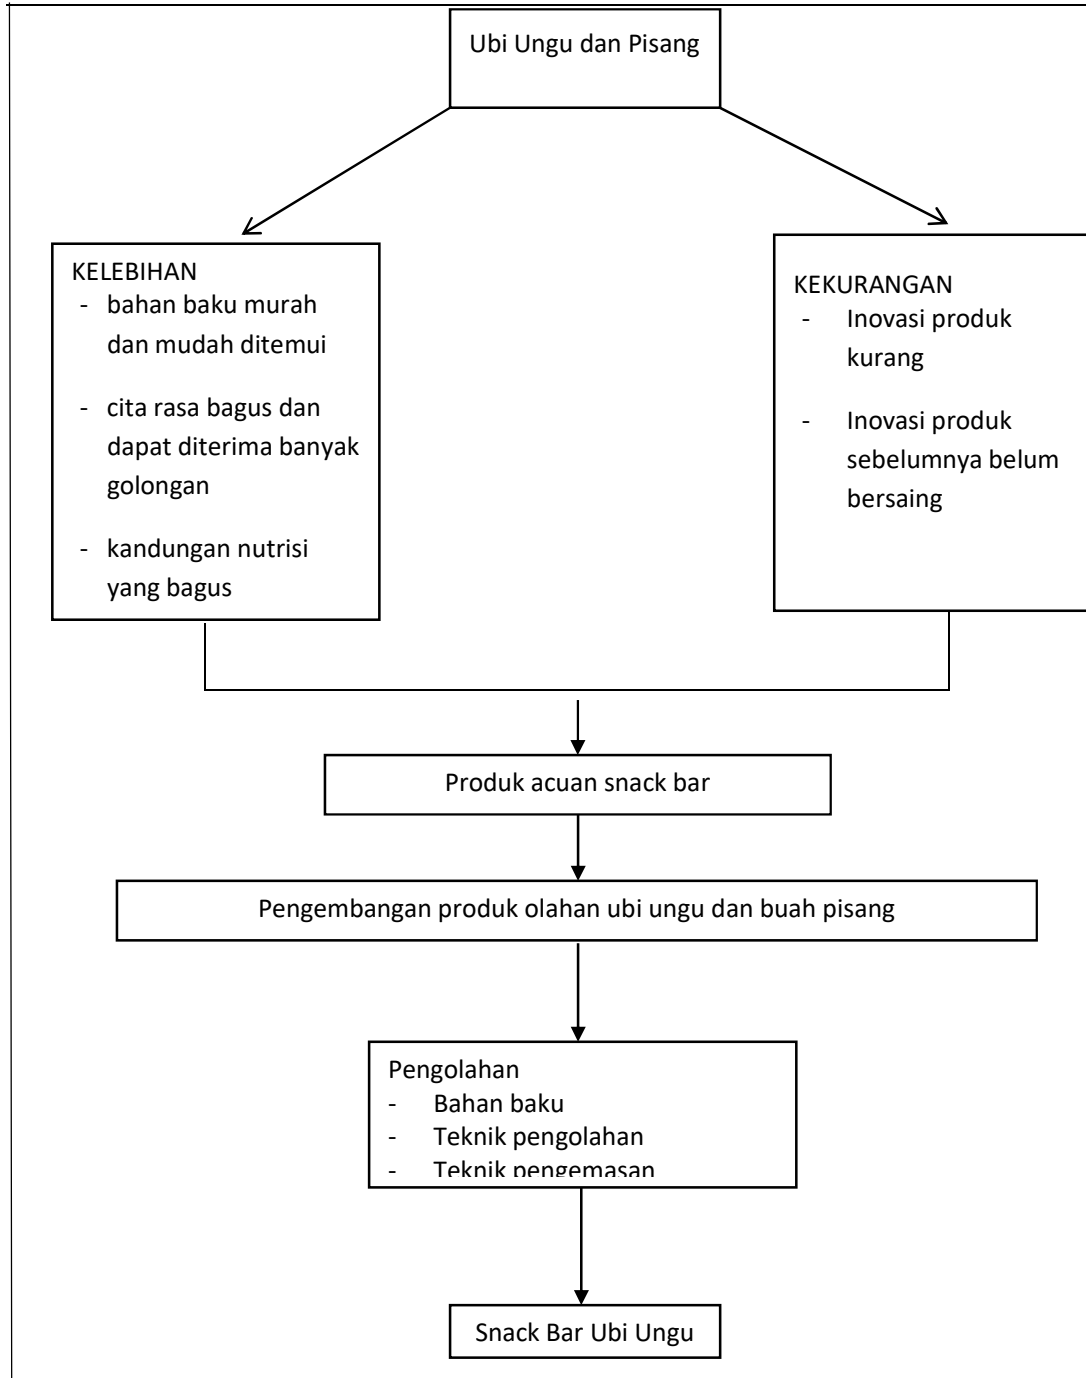 Ubi Ungu dan Pisang
KELEBIHAN
- bahan baku murah
dan mudah ditemui
- cita rasa bagus dan
dapat diterima banyak
golongan
- kandungan nutrisi
yang bagus
KEKURANGAN
- Inovasi produk
kurang
- Inovasi produk
sebelumnya belum
bersaing
Produk acuan snack bar
Pengembangan produk olahan ubi ungu dan buah pisang
Pengolahan
- Bahan baku
- Teknik pengolahan
- Teknik pengemasan
Snack Bar Ubi Ungu